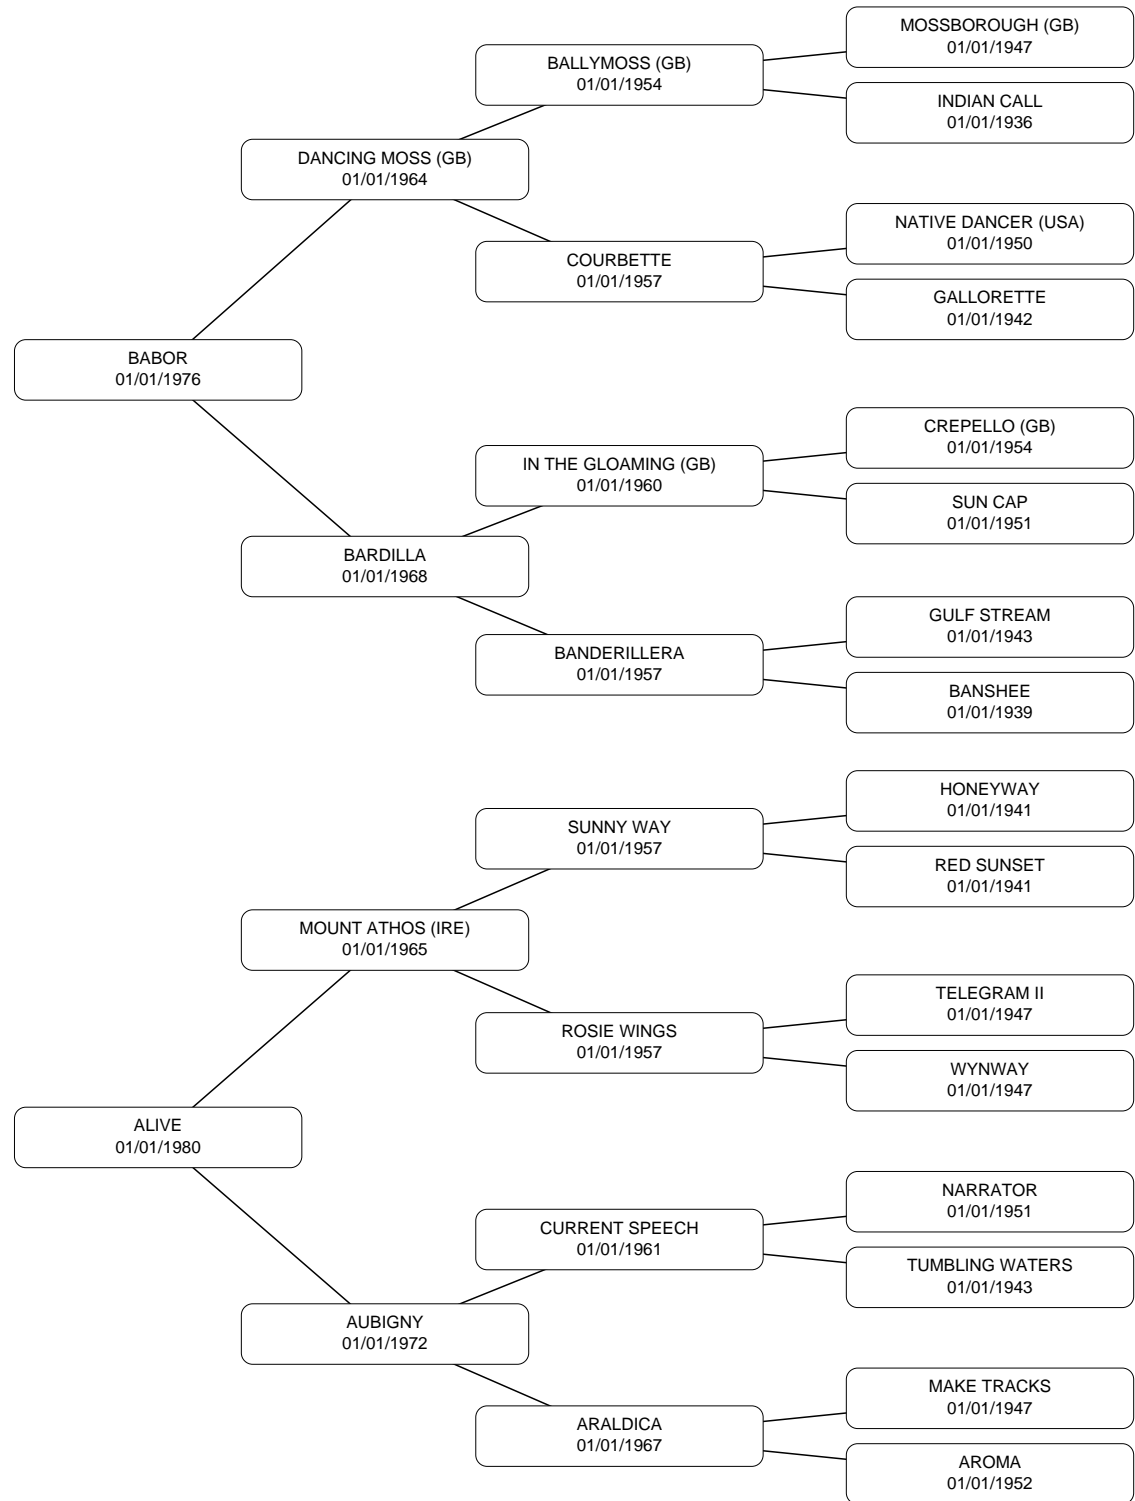 MOSSBOROUGH (GB)
01/01/1947
BALLYMOSS (GB)
01/01/1954
INDIAN CALL
01/01/1936
DANCING MOSS (GB)
01/01/1964
NATIVE DANCER (USA)
01/01/1950
COURBETTE
01/01/1957
GALLORETTE
01/01/1942
BABOR
01/01/1976
CREPELLO (GB)
01/01/1954
IN THE GLOAMING (GB)
01/01/1960
SUN CAP
01/01/1951
BARDILLA
01/01/1968
GULF STREAM
01/01/1943
BANDERILLERA
01/01/1957
BANSHEE
01/01/1939
HONEYWAY
01/01/1941
SUNNY WAY
01/01/1957
RED SUNSET
01/01/1941
MOUNT ATHOS (IRE)
01/01/1965
TELEGRAM II
01/01/1947
ROSIE WINGS
01/01/1957
WYNWAY
01/01/1947
ALIVE
01/01/1980
NARRATOR
01/01/1951
CURRENT SPEECH
01/01/1961
TUMBLING WATERS
01/01/1943
AUBIGNY
01/01/1972
MAKE TRACKS
01/01/1947
ARALDICA
01/01/1967
AROMA
01/01/1952